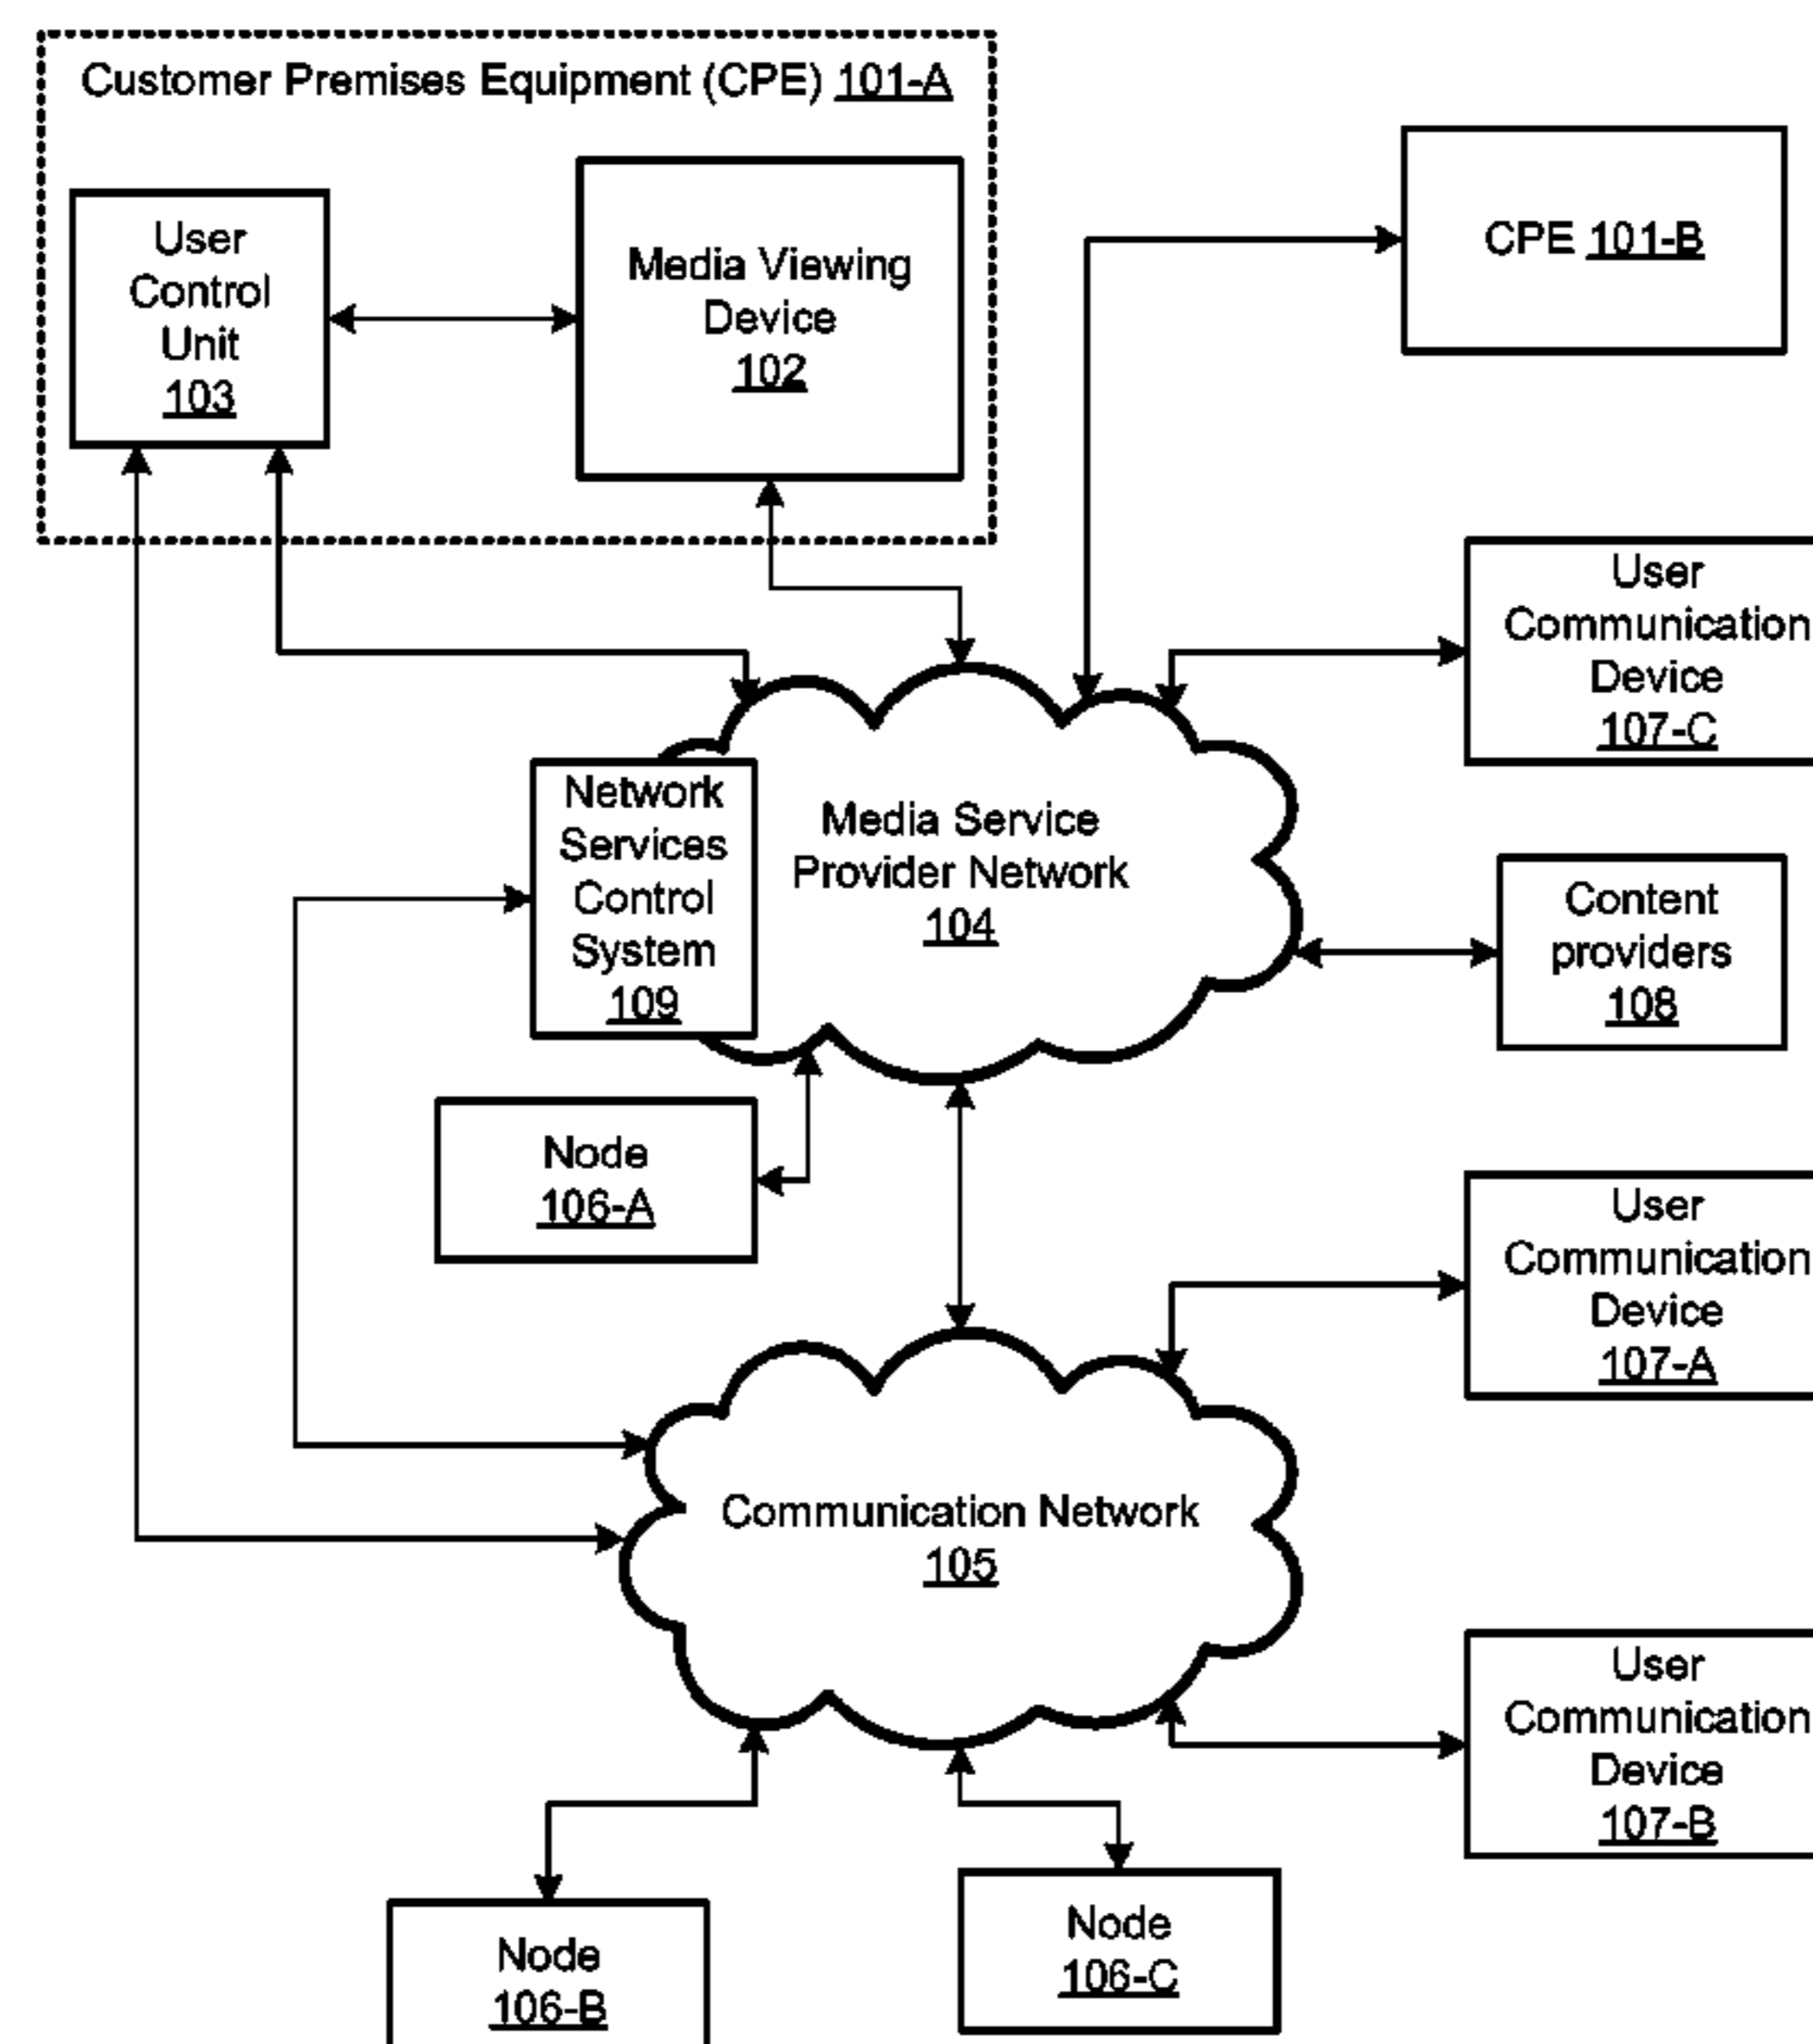 Customer Premises Equipment (CPE) 101-A
User
Control
Unit
103
Media Viewing
Device
102
CPE 101-B
User
Communication
Device
107-C
Network
Services
Control
System
109
Media Service
Provider Network
104
Content
providers
108
Node
106-A
User
Communication
Device
107-A
Communication Network
105
User
Communication
Device
107-B
Node
106-C
Node
106-B